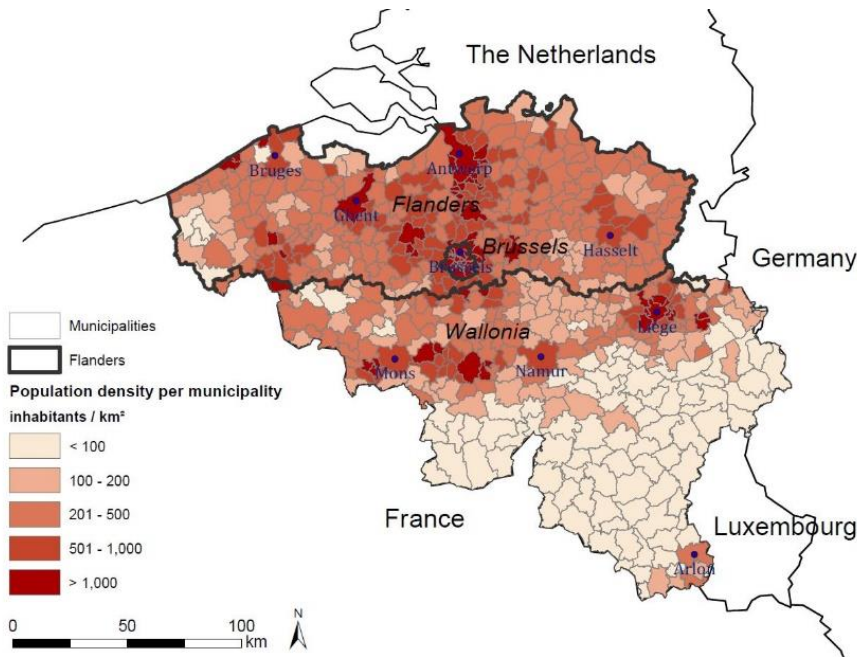 The Netherlands
Bruges
Antwerp
Ghent
Flanders
Brussels
Brussels
Hasselt
Germany
Wallonia
Liège
Mons
Namur
France
Luxembourg
Arlon
Municipalities
Flanders
Population density per municipality
inhabitants / km²
< 100
100 - 200
201 - 500
501 - 1,000
> 1,000
0 50 100
km
N